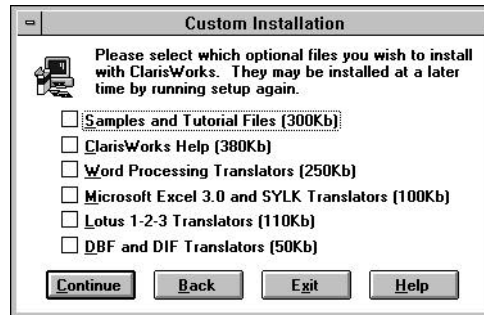 Custom Installation
Please select which optional files you wish to install
with ClarisWorks. They may be installed at a later
time by running setup again.
Samples and Tutorial Files (300Kb)
ClarisWorks Help (380Kb)
Word Processing Translators (250Kb)
Microsoft Excel 3.0 and SYLK Translators (100Kb)
Lotus 1-2-3 Translators (110Kb)
DBF and DIF Translators (50Kb)
Continue Back Exit Help